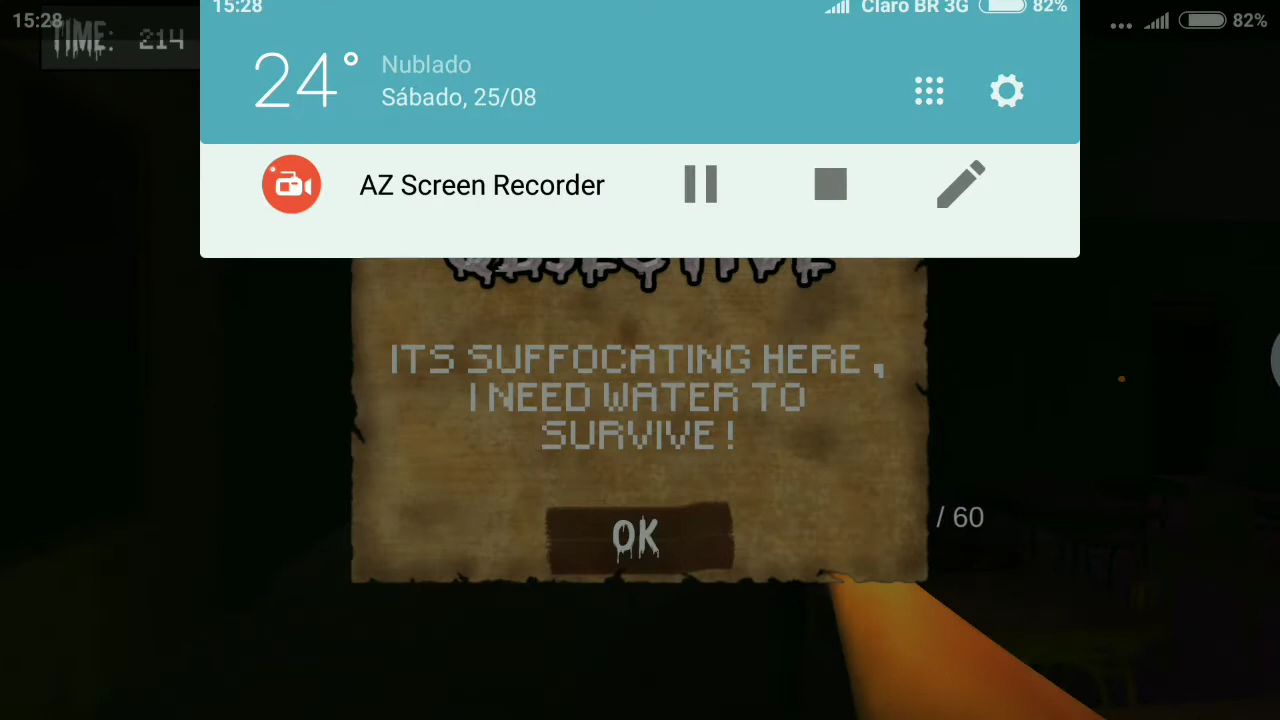 15:28
Claro BR 3G
82%
15:28
82%
TIME: 214
24°
Nublado
Sábado, 25/08
AZ Screen Recorder
OBJECTIVE
ITS SUFFOCATING HERE ,
I NEED WATER TO
SURVIVE !
OK
/ 60